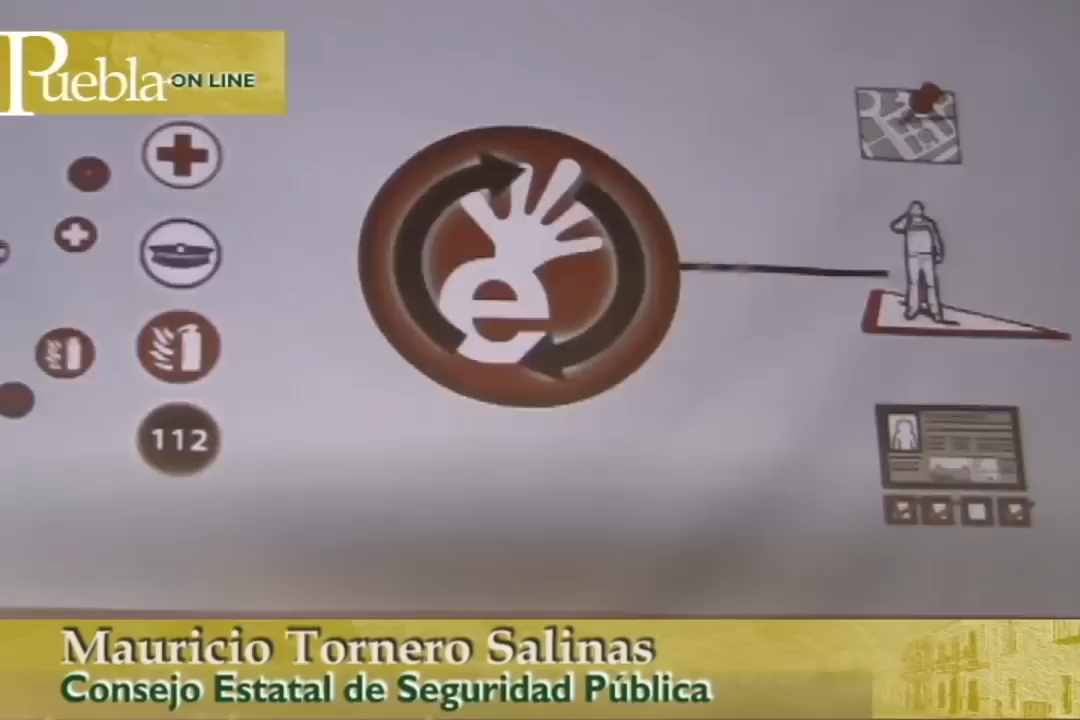 Puebla ON LINE
e
112
Mauricio Tornero Salinas
Consejo Estatal de Seguridad Pública